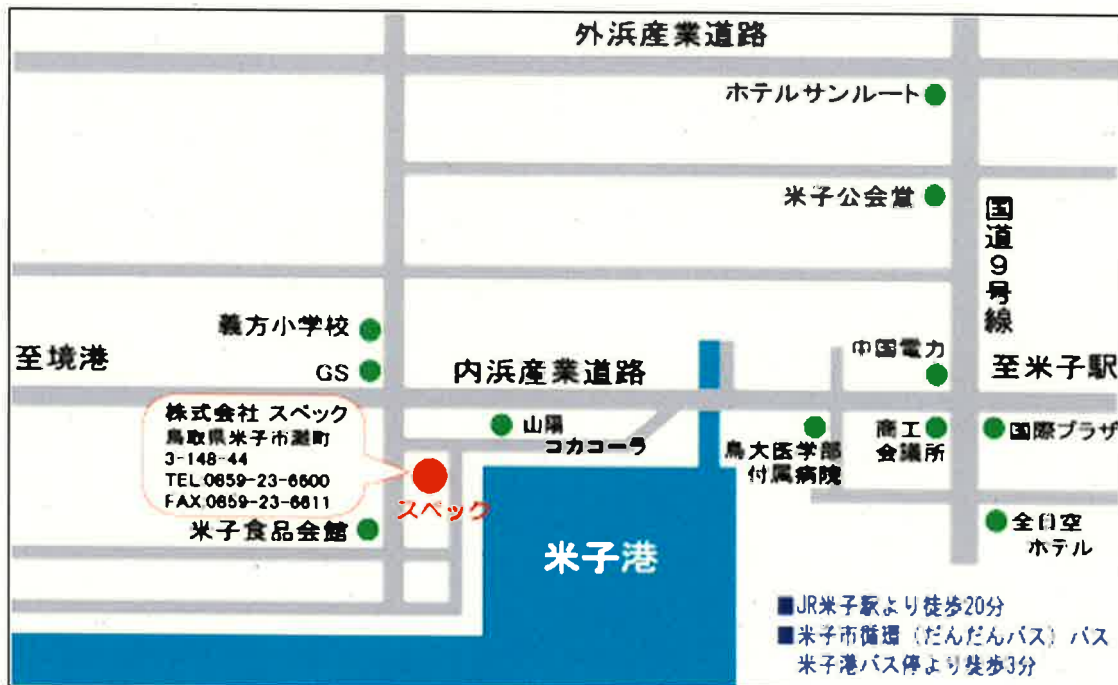 外浜産業道路
ホテルサンルート
米子公会堂
国道9号線
義方小学校
中国電力
至境港
GS
内浜産業道路
至米子駅
株式会社 スペック
鳥取県米子市灘町
3-148-44
TEL 0859-23-6600
FAX 0859-23-6611
山陽
コカコーラ
鳥大医学部
付属病院
商工
会議所
国際プラザ
スペック
米子食品会館
米子港
全日空
ホテル
■JR米子駅より徒歩20分
■米子市循環(だんだんバス)バス
米子港バス停より徒歩3分